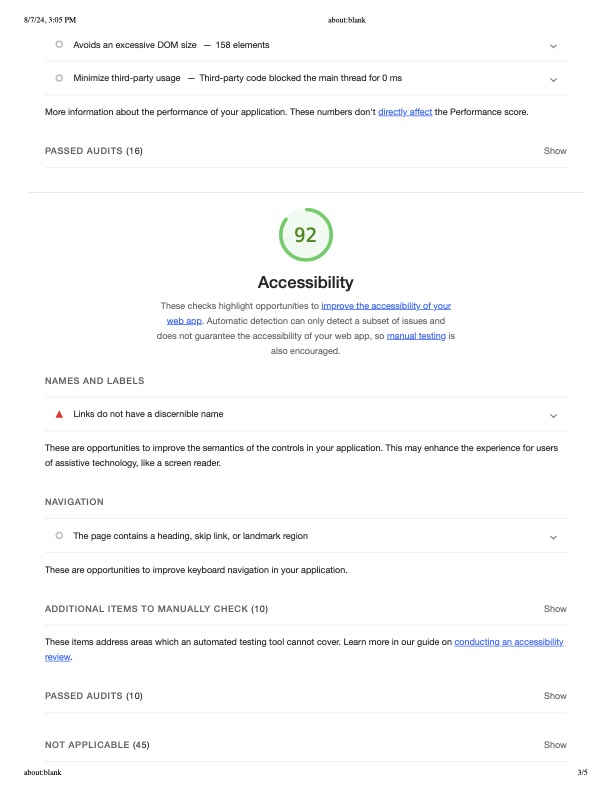 8/7/24, 3:05 PM about:blank
Avoids an excessive DOM size — 158 elements
Minimize third-party usage — Third-party code blocked the main thread for 0 ms
More information about the performance of your application. These numbers don't directly affect the Performance score.
PASSED AUDITS (16) Show
92
Accessibility
These checks highlight opportunities to improve the accessibility of your
web app. Automatic detection can only detect a subset of issues and
does not guarantee the accessibility of your web app, so manual testing is
also encouraged.
NAMES AND LABELS
Links do not have a discernible name
These are opportunities to improve the semantics of the controls in your application. This may enhance the experience for users
of assistive technology, like a screen reader.
NAVIGATION
The page contains a heading, skip link, or landmark region
These are opportunities to improve keyboard navigation in your application.
ADDITIONAL ITEMS TO MANUALLY CHECK (10) Show
These items address areas which an automated testing tool cannot cover. Learn more in our guide on conducting an accessibility
review.
PASSED AUDITS (10) Show
NOT APPLICABLE (45) Show
about:blank 3/5